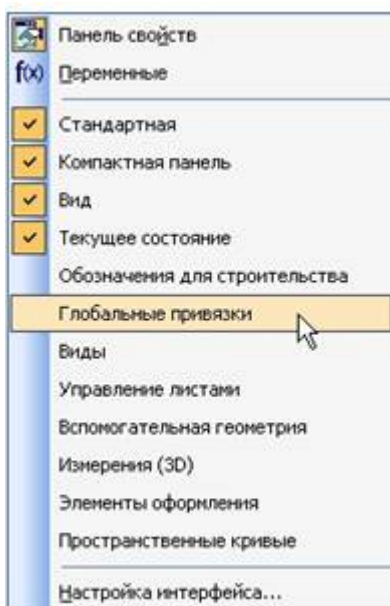 Панель свойств
f(x) Переменные
Стандартная
Компактная панель
Вид
Текущее состояние
Обозначения для строительства
Глобальные привязки
Виды
Управление листами
Вспомогательная геометрия
Измерения (3D)
Элементы оформления
Пространственные кривые
Настройка интерфейса...